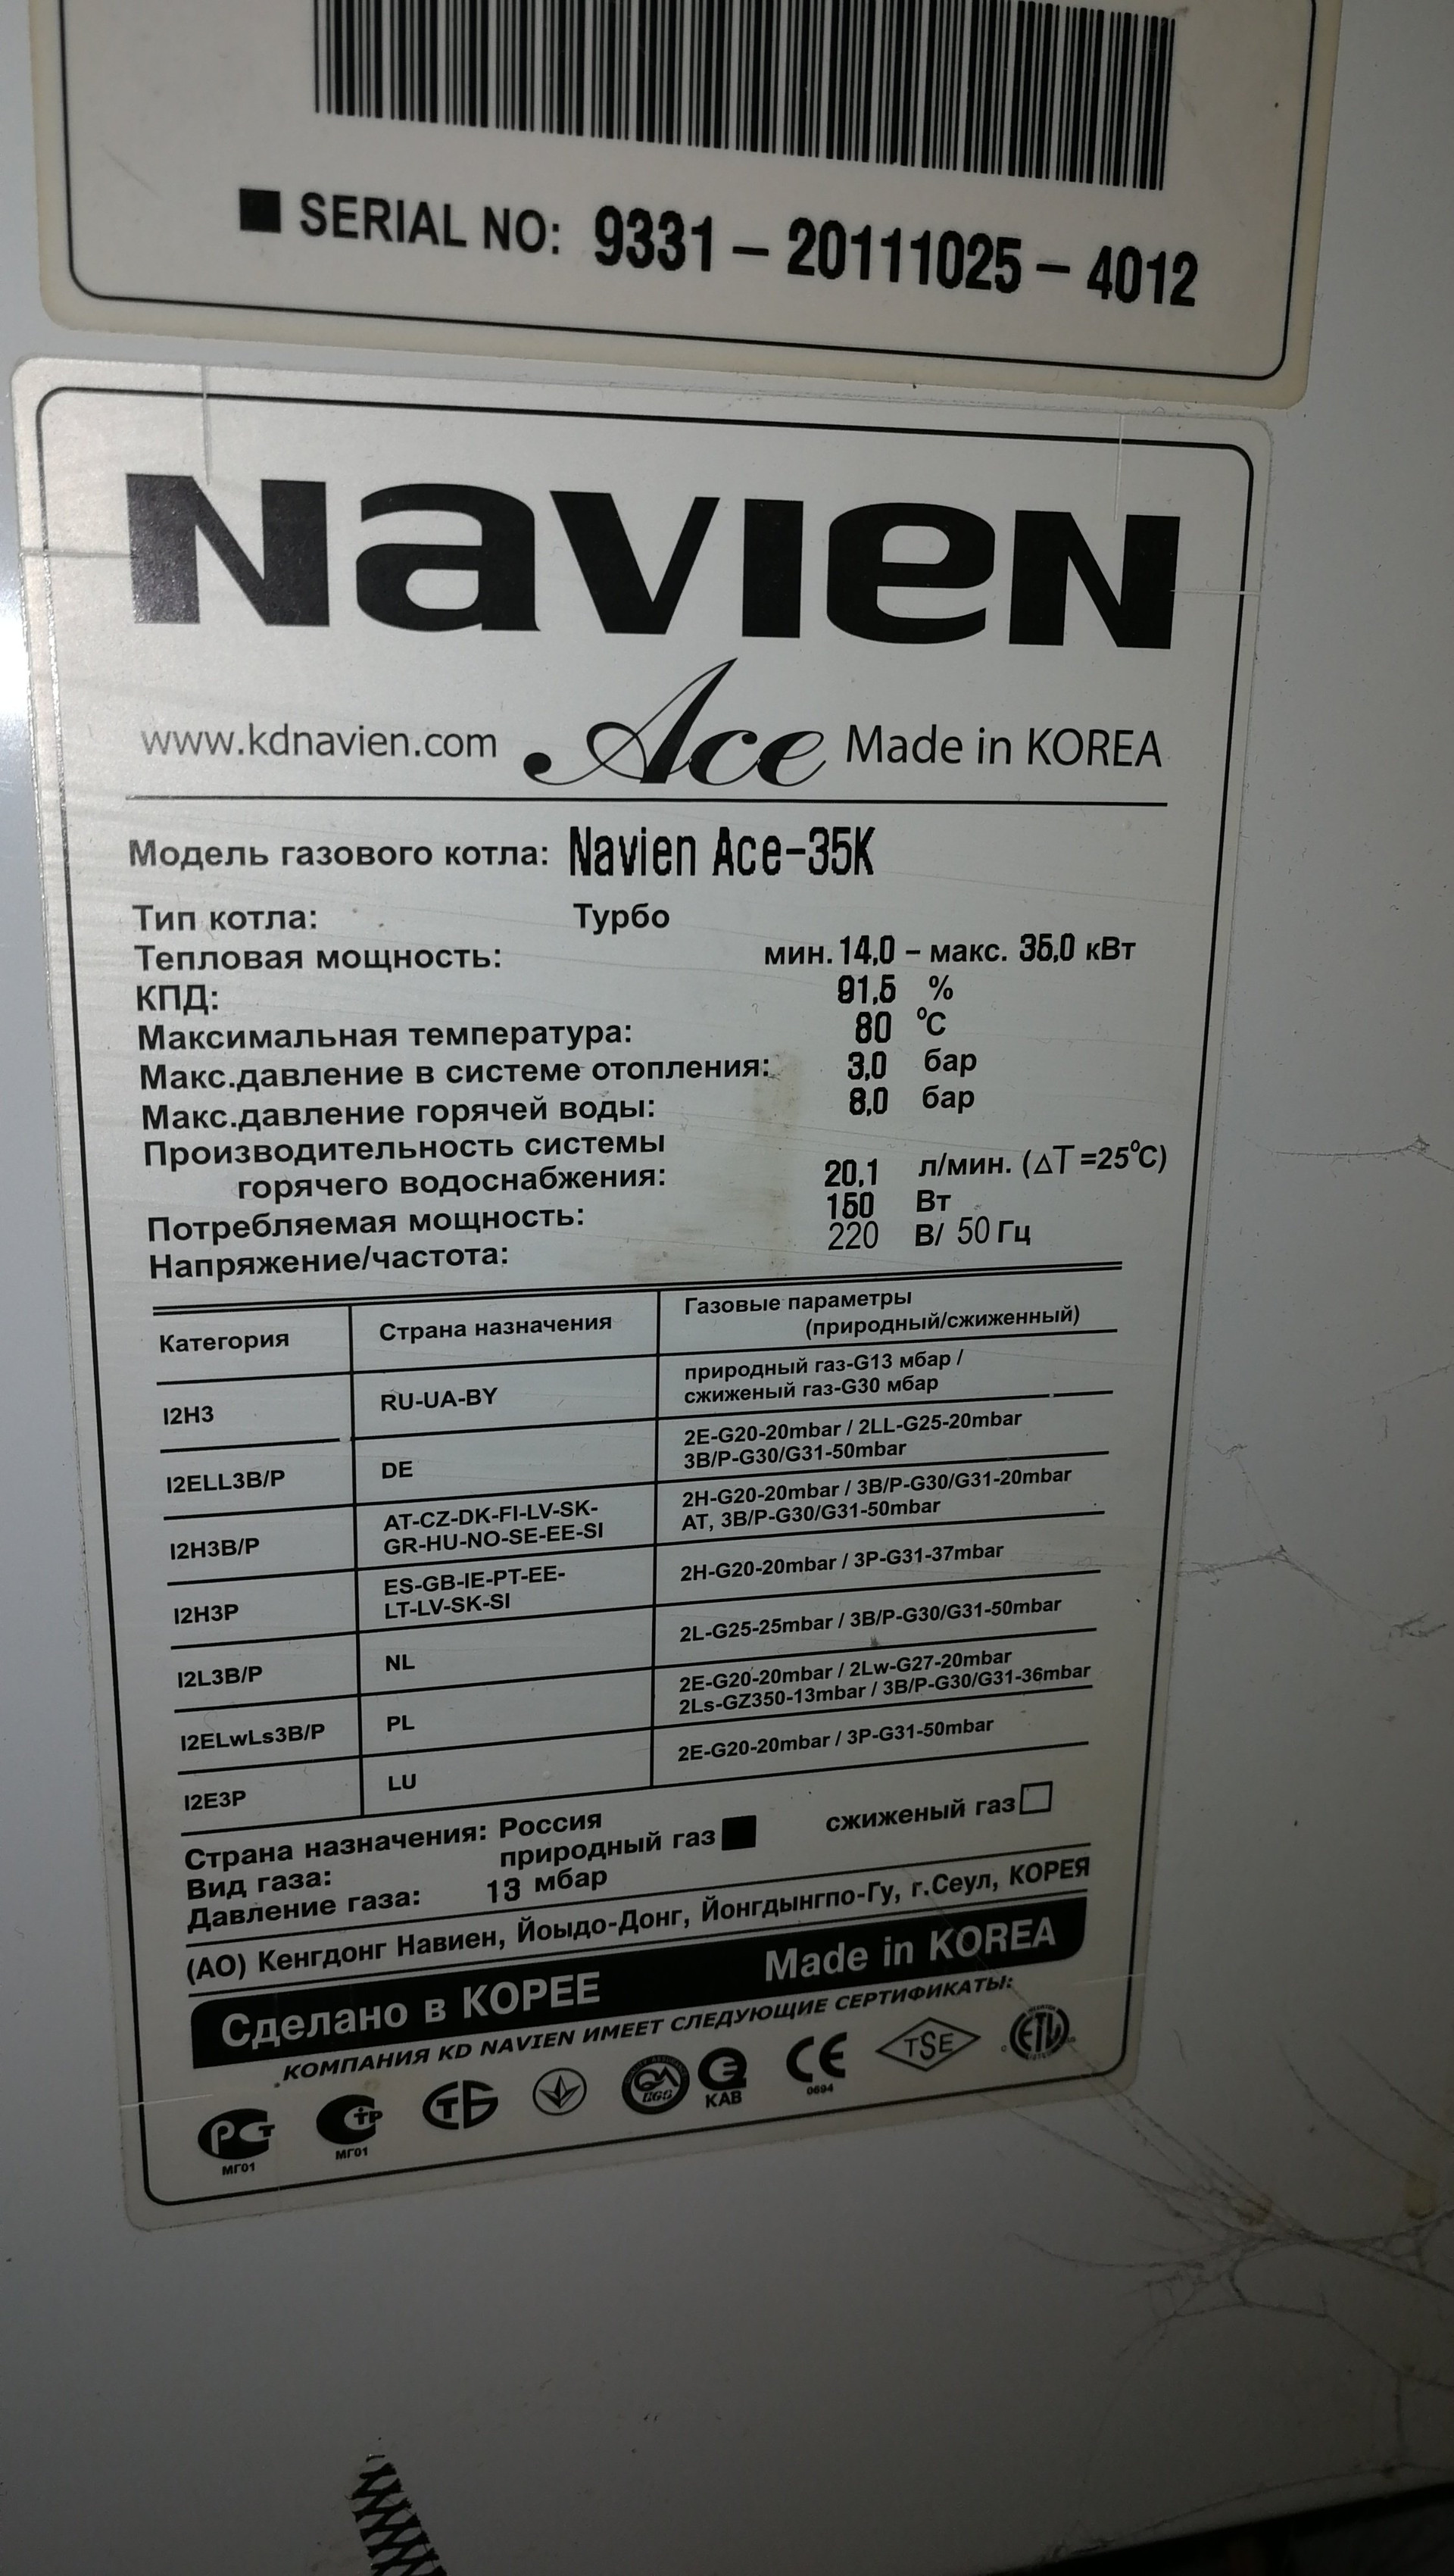 SERIAL NO: 9331 – 20111025 – 4012
Navien
www.kdnavien.com Ace Made in KOREA
Модель газового котла: Navien Ace-35K
Тип котла: Турбо
Тепловая мощность: мин. 14,0 – макс. 35,0 кВт
КПД: 91,5 %
Максимальная температура: 80 °C
Макс.давление в системе отопления: 3,0 бар
Макс.давление горячей воды: 8,0 бар
Производительность системы
горячего водоснабжения: 20,1 л/мин. (△T=25°C)
Потребляемая мощность: 150 Вт
Напряжение/частота: 220 В/ 50 Гц
Категория Страна назначения Газовые параметры
(природный/сжиженный)
I2H3 RU-UA-BY природный газ-G13 мбар /
сжиженый газ-G30 мбар
I2ELL3B/P DE 2E-G20-20mbar / 2LL-G25-20mbar
3B/P-G30/G31-50mbar
I2H3B/P AT-CZ-DK-FI-LV-SK- 2H-G20-20mbar / 3B/P-G30/G31-20mbar
GR-HU-NO-SE-EE-SI AT, 3B/P-G30/G31-50mbar
I2H3P ES-GB-IE-PT-EE- 2H-G20-20mbar / 3P-G31-37mbar
LT-LV-SK-SI
I2L3B/P NL 2L-G25-25mbar / 3B/P-G30/G31-50mbar
I2ELwLs3B/P PL 2E-G20-20mbar / 2Lw-G27-20mbar
2Ls-GZ350-13mbar / 3B/P-G30/G31-36mbar
I2E3P LU 2E-G20-20mbar / 3P-G31-50mbar
Страна назначения: Россия
Вид газа: природный газ сжиженый газ
Давление газа: 13 мбар
(АО) Кенгдонг Навиен, Йоыдо-Донг, Йонгдынгпо-Гу, г.Сеул, КОРЕЯ
Сделано в КОРЕЕ Made in KOREA
КОМПАНИЯ KD NAVIEN ИМЕЕТ СЛЕДУЮЩИЕ СЕРТИФИКАТЫ:
РСТ СТР СТБ QA KAB CE TSE ETL
МГ01 МГ01 0694